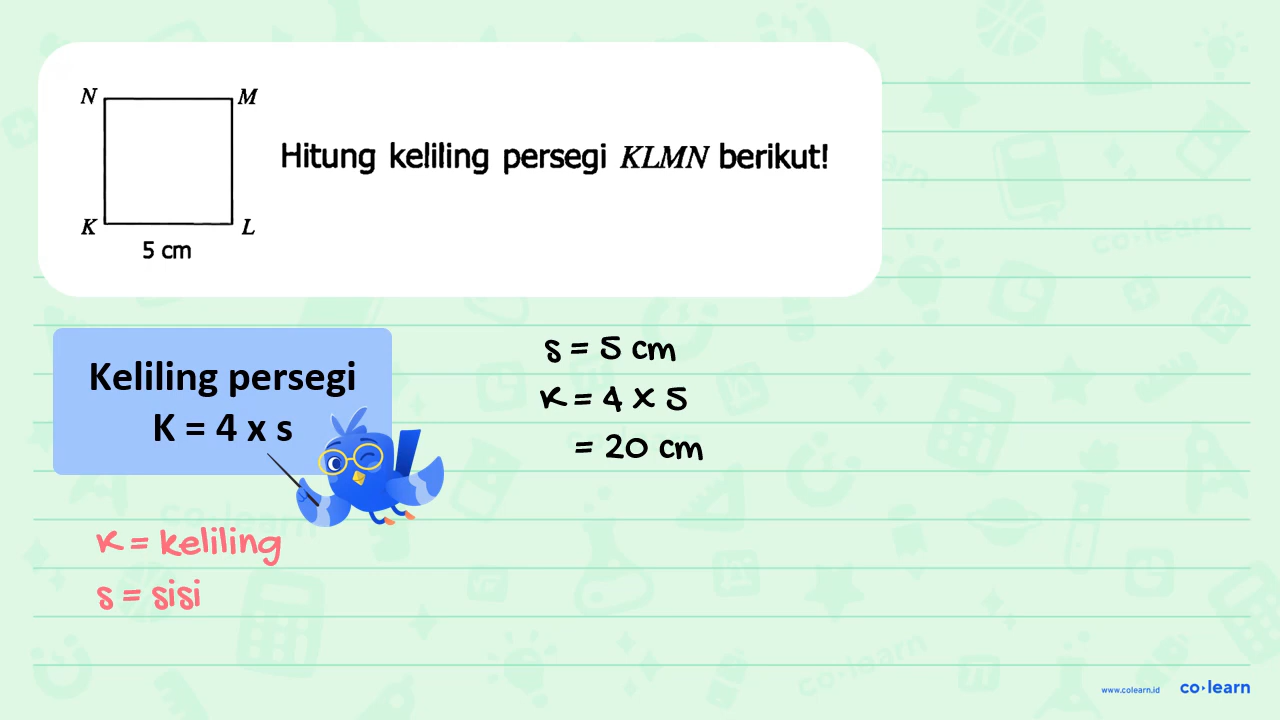 N
M
Hitung keliling persegi KLMN berikut!
K
L
5 cm
Keliling persegi
K = 4 x s
s = 5 cm
K = 4 x 5
= 20 cm
K = keliling
s = sisi
www.colearn.id
co·learn